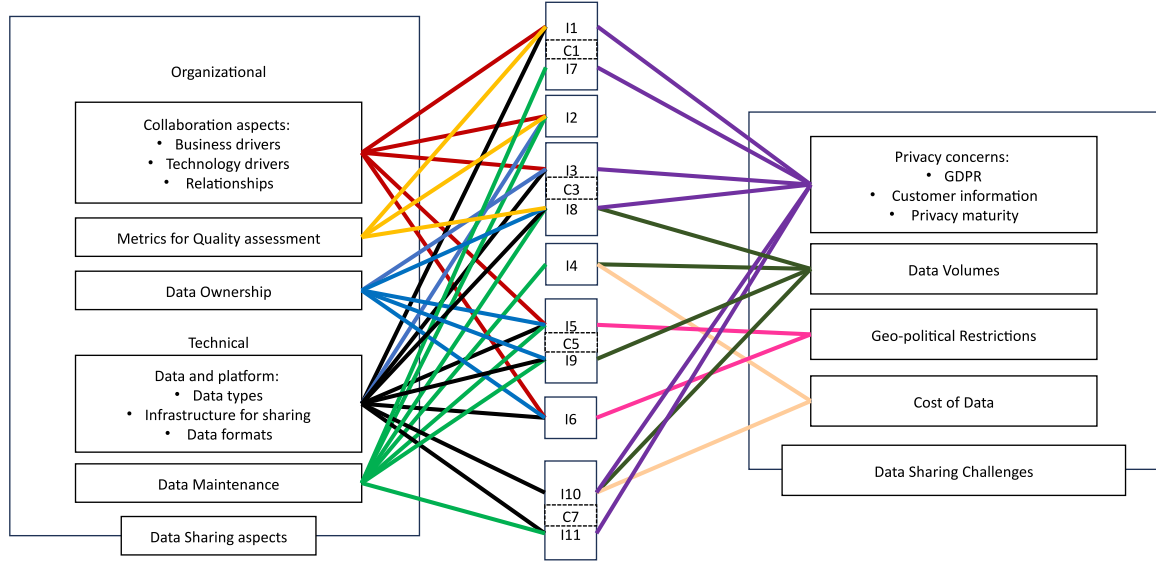 Organizational
Collaboration aspects:
• Business drivers
• Technology drivers
• Relationships
Metrics for Quality assessment
Data Ownership
Technical
Data and platform:
• Data types
• Infrastructure for sharing
• Data formats
Data Maintenance
Data Sharing aspects
I1
C1
I7
I2
I3
C3
I8
I4
I5
C5
I9
I6
I10
C7
I11
Privacy concerns:
• GDPR
• Customer information
• Privacy maturity
Data Volumes
Geo-political Restrictions
Cost of Data
Data Sharing Challenges